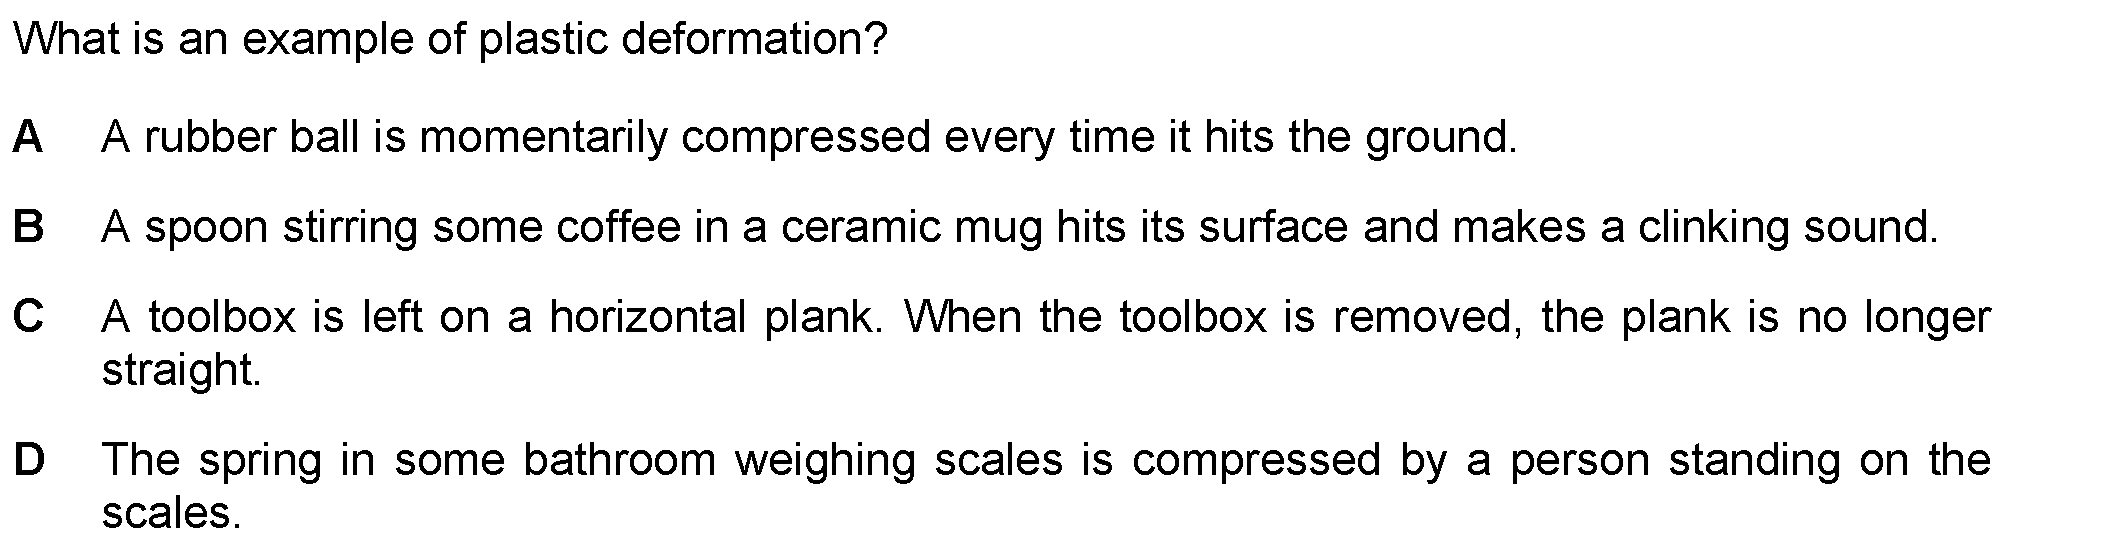 What is an example of plastic deformation?
A A rubber ball is momentarily compressed every time it hits the ground.
B A spoon stirring some coffee in a ceramic mug hits its surface and makes a clinking sound.
C A toolbox is left on a horizontal plank. When the toolbox is removed, the plank is no longer
straight.
D The spring in some bathroom weighing scales is compressed by a person standing on the
scales.